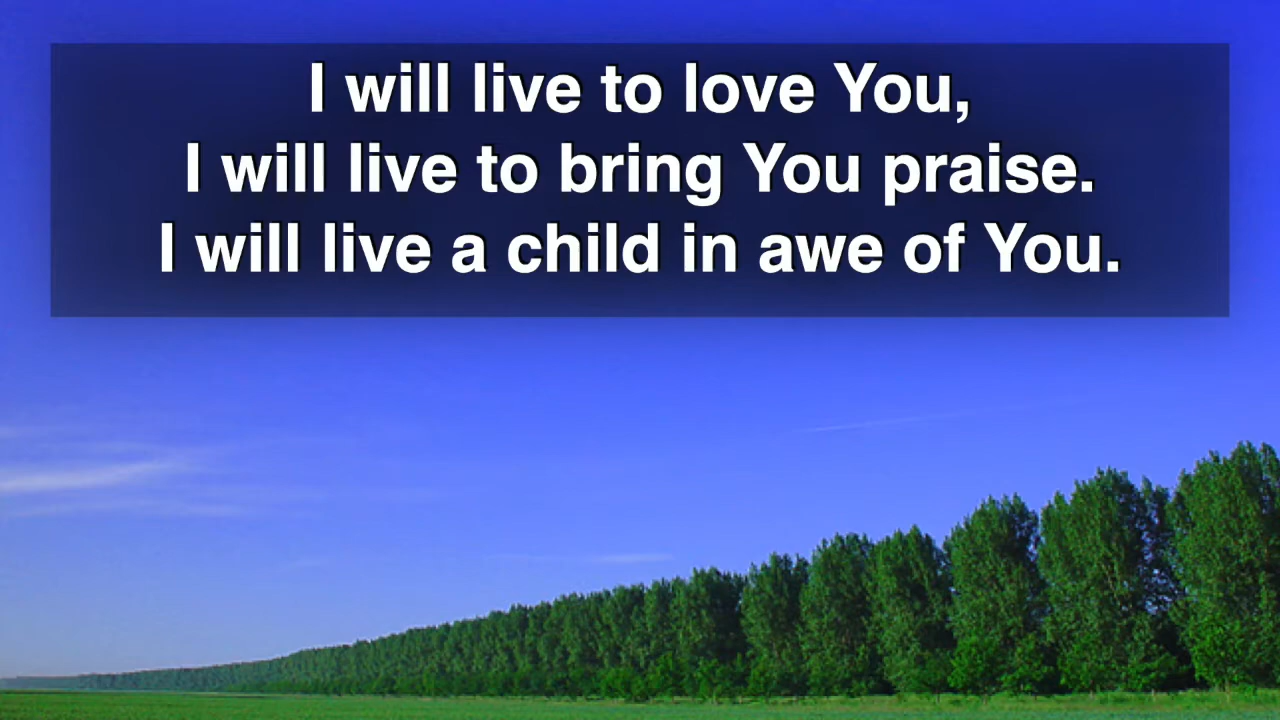 I will live to love You,
I will live to bring You praise.
I will live a child in awe of You.